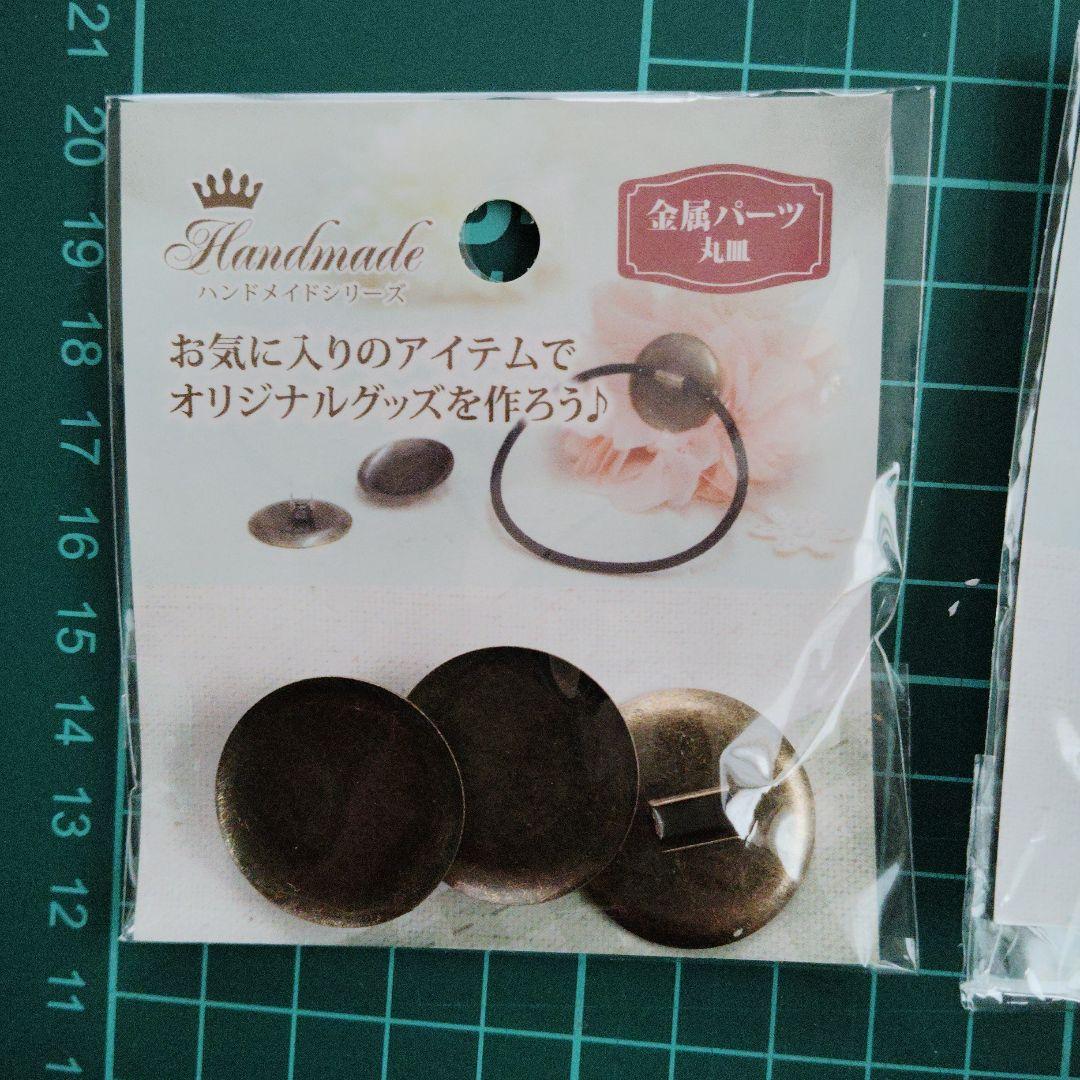 Handmade
ハンドメイドシリーズ
金属パーツ
丸皿
お気に入りのアイテムで
オリジナルグッズを作ろう♪
21
20
19
18
17
16
15
14
13
12
11
1